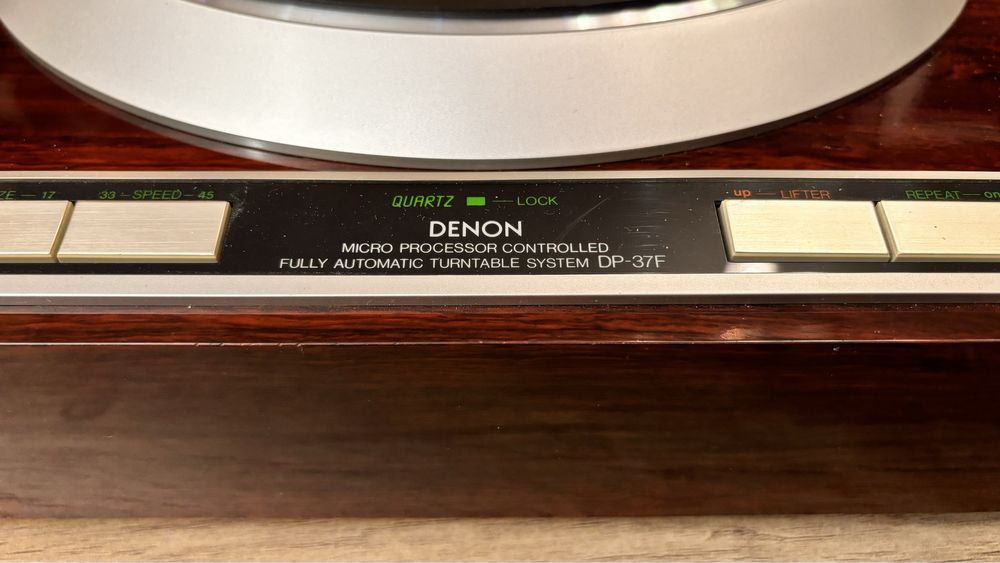 ZE — 17
33 — SPEED — 45
QUARTZ — LOCK
DENON
MICRO PROCESSOR CONTROLLED
FULLY AUTOMATIC TURNTABLE SYSTEM DP-37F
up — LIFTER
REPEAT — on